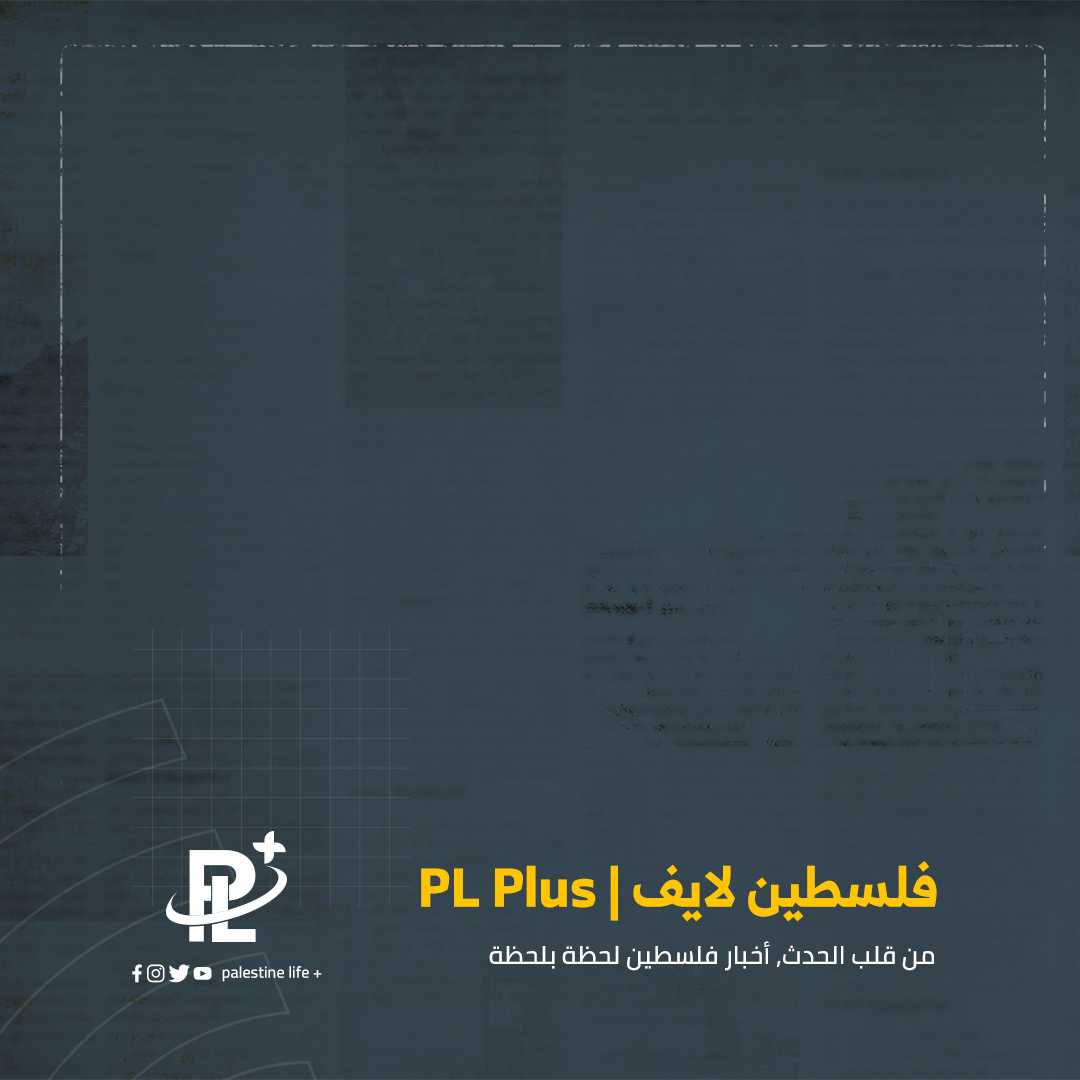 فلسطين لايف | PL Plus
من قلب الحدث, أخبار فلسطين لحظة بلحظة
PL+
palestine life +